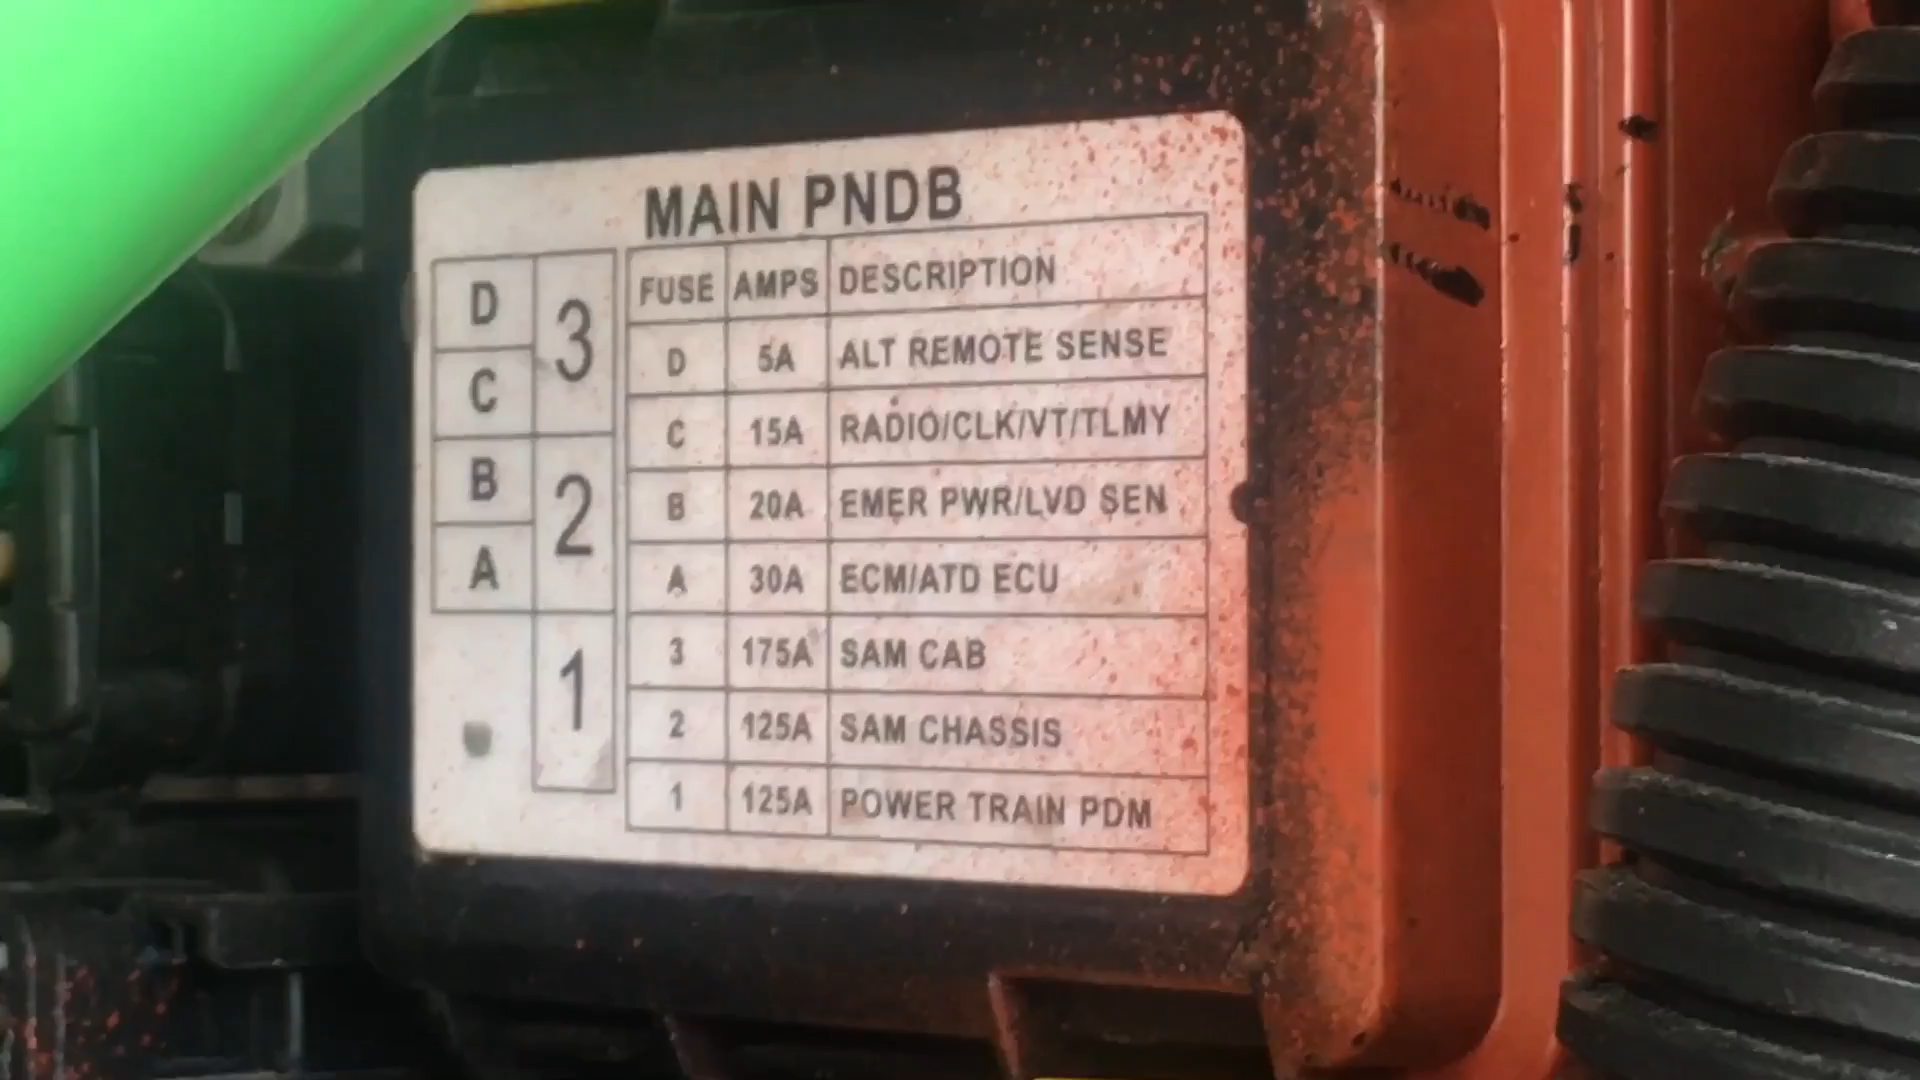 MAIN PNDB
D
C
B
A
3
2
1
FUSE AMPS DESCRIPTION
D 5A ALT REMOTE SENSE
C 15A RADIO/CLK/VT/TLMY
B 20A EMER PWR/LVD SEN
A 30A ECM/ATD ECU
3 175A SAM CAB
2 125A SAM CHASSIS
1 125A POWER TRAIN PDM